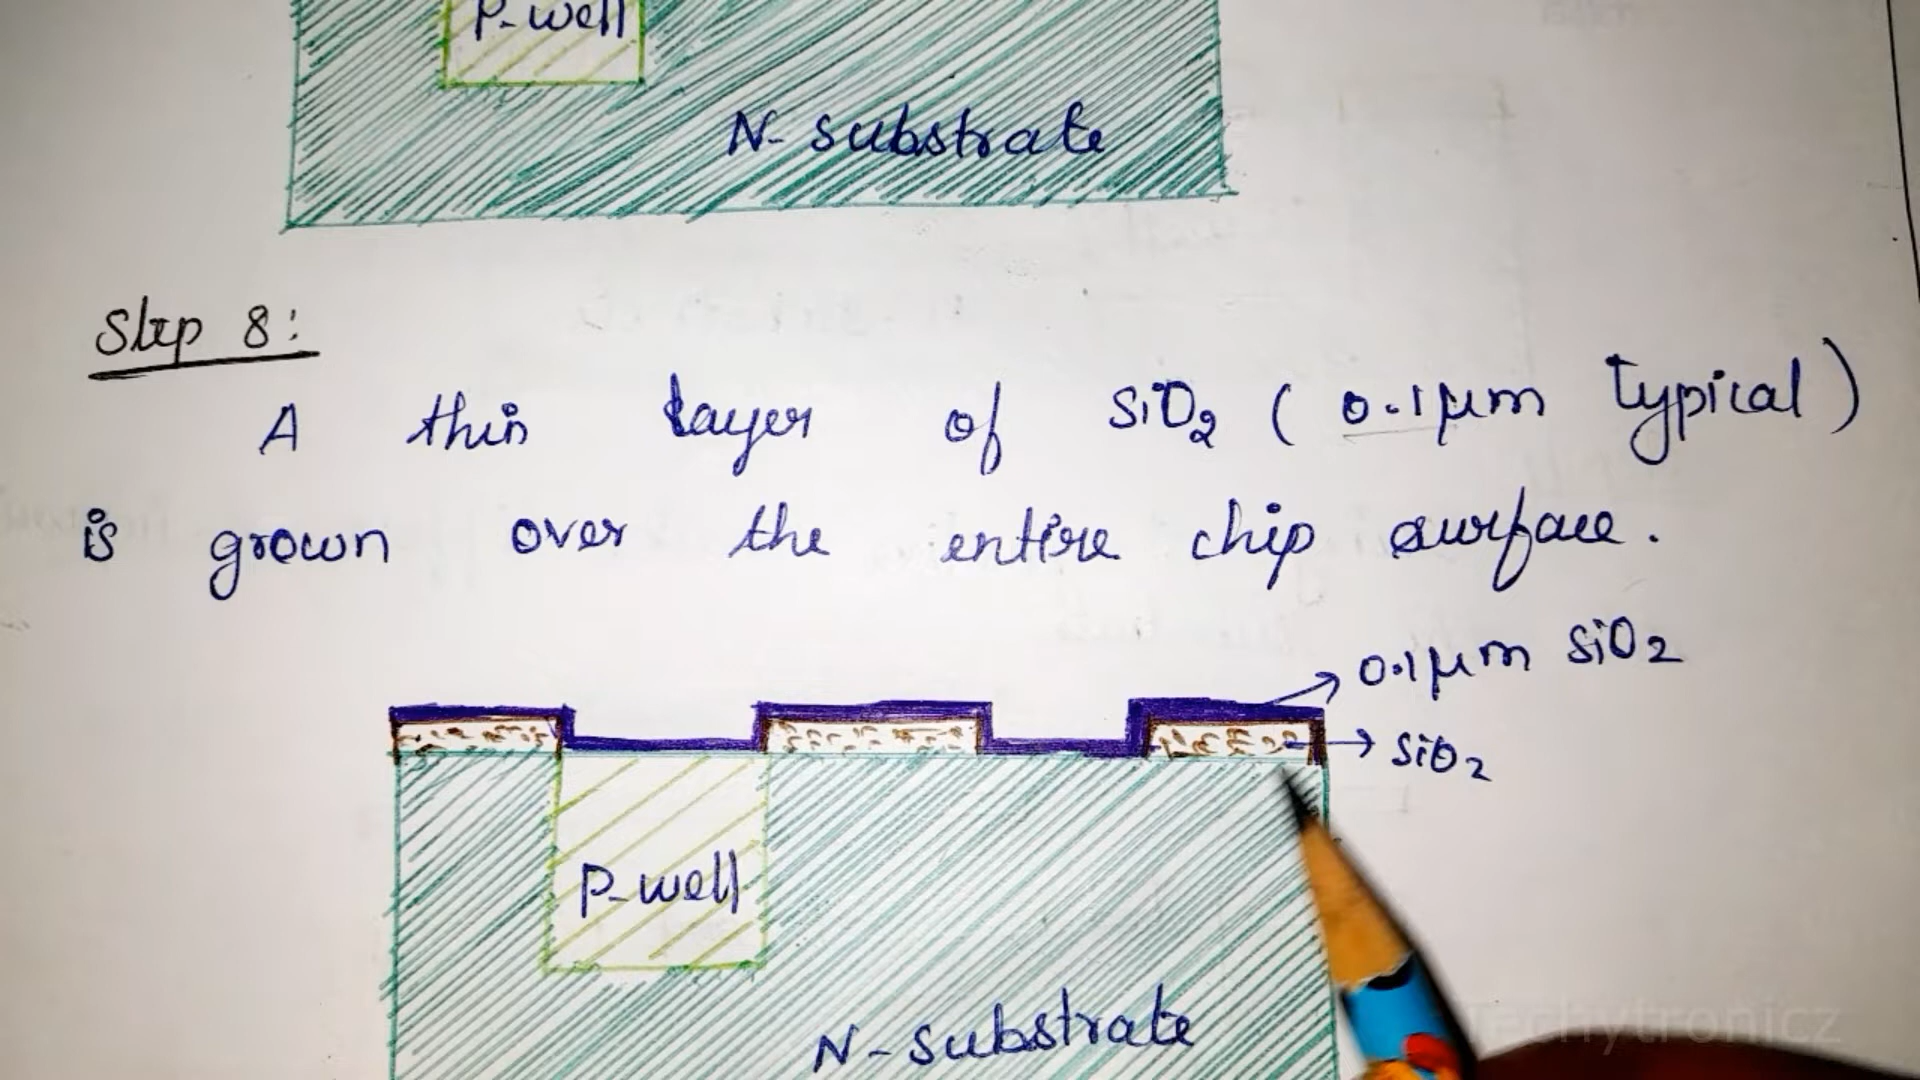 P-well
N-substrate
Step 8:
A thin layer of SiO2 (0.1μm typical)
is grown over the entire chip surface.
0.1μm SiO2
SiO2
P-well
N-substrate
Techytronicz